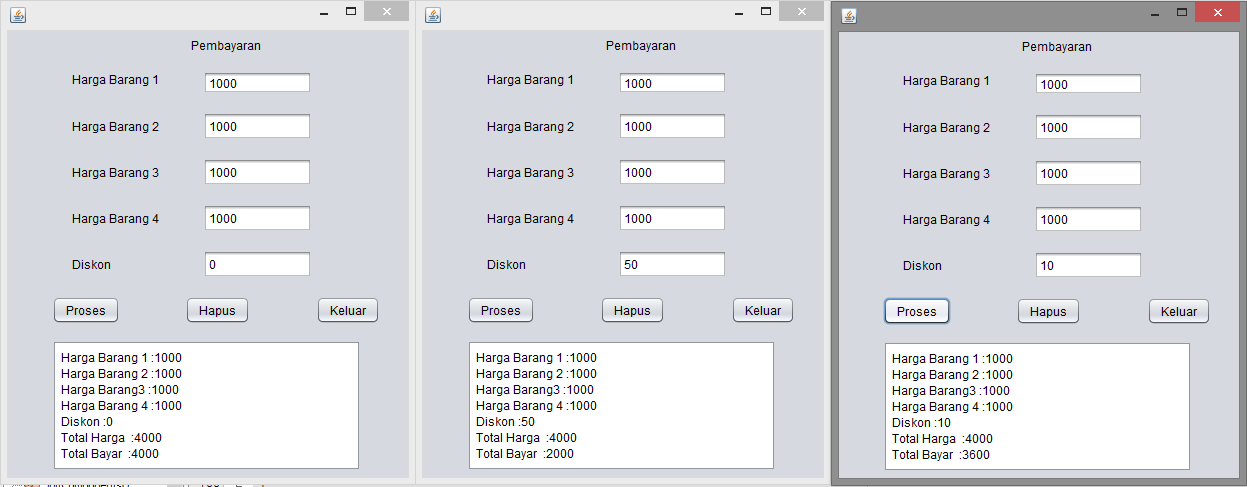 Pembayaran
Harga Barang 1 1000
Harga Barang 2 1000
Harga Barang 3 1000
Harga Barang 4 1000
Diskon 0
Proses Hapus Keluar
Harga Barang 1 :1000
Harga Barang 2 :1000
Harga Barang3 :1000
Harga Barang 4 :1000
Diskon :0
Total Harga :4000
Total Bayar :4000
Pembayaran
Harga Barang 1 1000
Harga Barang 2 1000
Harga Barang 3 1000
Harga Barang 4 1000
Diskon 50
Proses Hapus Keluar
Harga Barang 1 :1000
Harga Barang 2 :1000
Harga Barang3 :1000
Harga Barang 4 :1000
Diskon :50
Total Harga :4000
Total Bayar :2000
Pembayaran
Harga Barang 1 1000
Harga Barang 2 1000
Harga Barang 3 1000
Harga Barang 4 1000
Diskon 10
Proses Hapus Keluar
Harga Barang 1 :1000
Harga Barang 2 :1000
Harga Barang3 :1000
Harga Barang 4 :1000
Diskon :10
Total Harga :4000
Total Bayar :3600